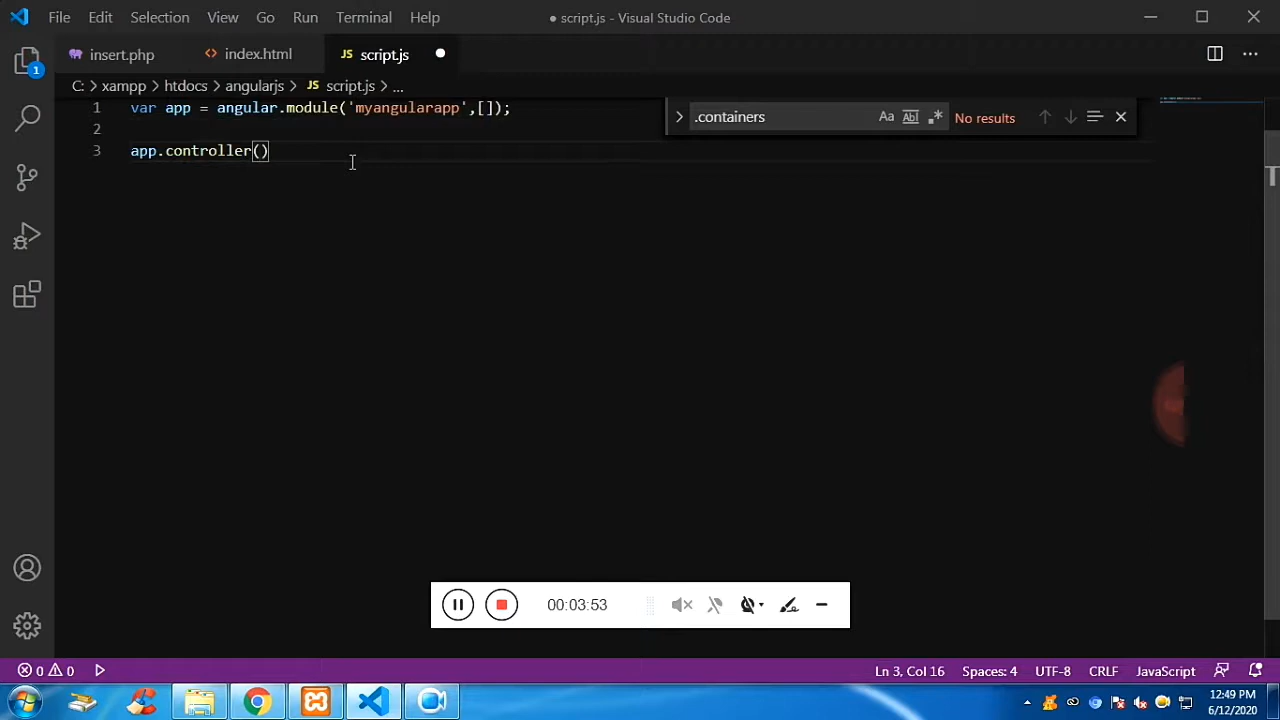 File Edit Selection View Go Run Terminal Help ● script.js - Visual Studio Code
insert.php index.html JS script.js
C: > xampp > htdocs > angularjs > JS script.js > ...
1 var app = angular.module('myangularapp',[]);
2
3 app.controller()
.containers Aa Abl .* No results
1
T
00:03:53
0 0 Ln 3, Col 16 Spaces: 4 UTF-8 CRLF JavaScript
12:49 PM
6/12/2020